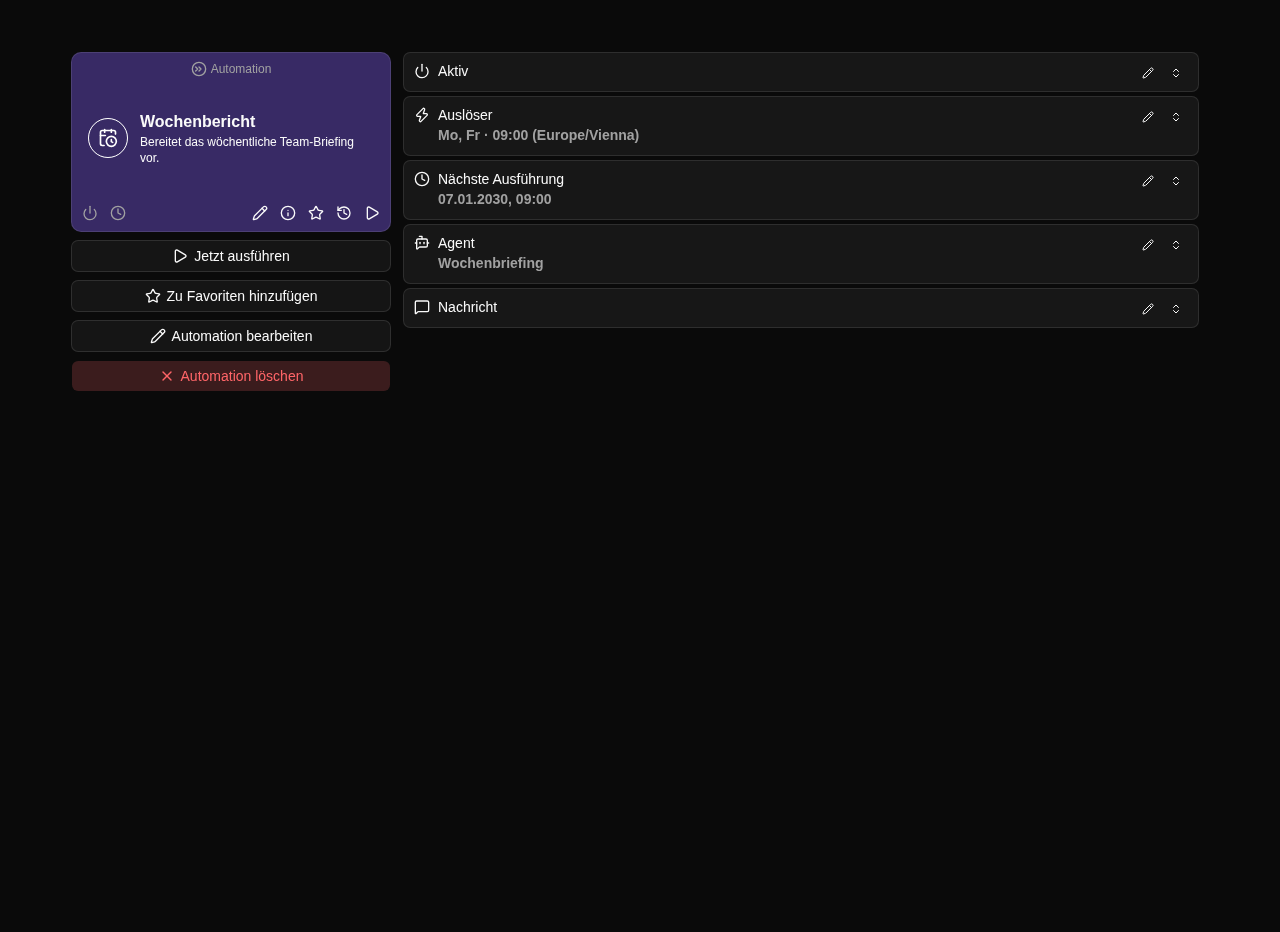 Automation
Wochenbericht
Bereitet das wöchentliche Team-Briefing
vor.
Jetzt ausführen
Zu Favoriten hinzufügen
Automation bearbeiten
Automation löschen
Aktiv
Auslöser
Mo, Fr · 09:00 (Europe/Vienna)
Nächste Ausführung
07.01.2030, 09:00
Agent
Wochenbriefing
Nachricht